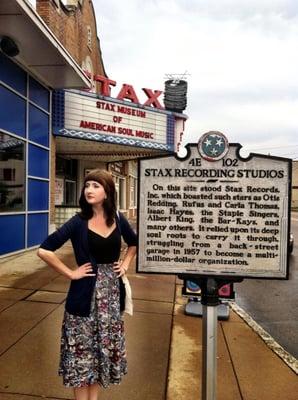 STAX
STAX
MUSEUM
OF
AMERICAN SOUL MUSIC
4E 102
STAX RECORDING STUDIOS
On this site stood Stax Records,
Inc. which boasted such stars as Otis
Redding, Rufus and Carla Thomas,
Isaac Hayes, the Staple Singers,
Albert King, the Bar-Kays, and
many others. It relied upon its deep
soul roots to carry it through,
struggling from a back-street
garage in 1957 to become a multi-
million-dollar organization.